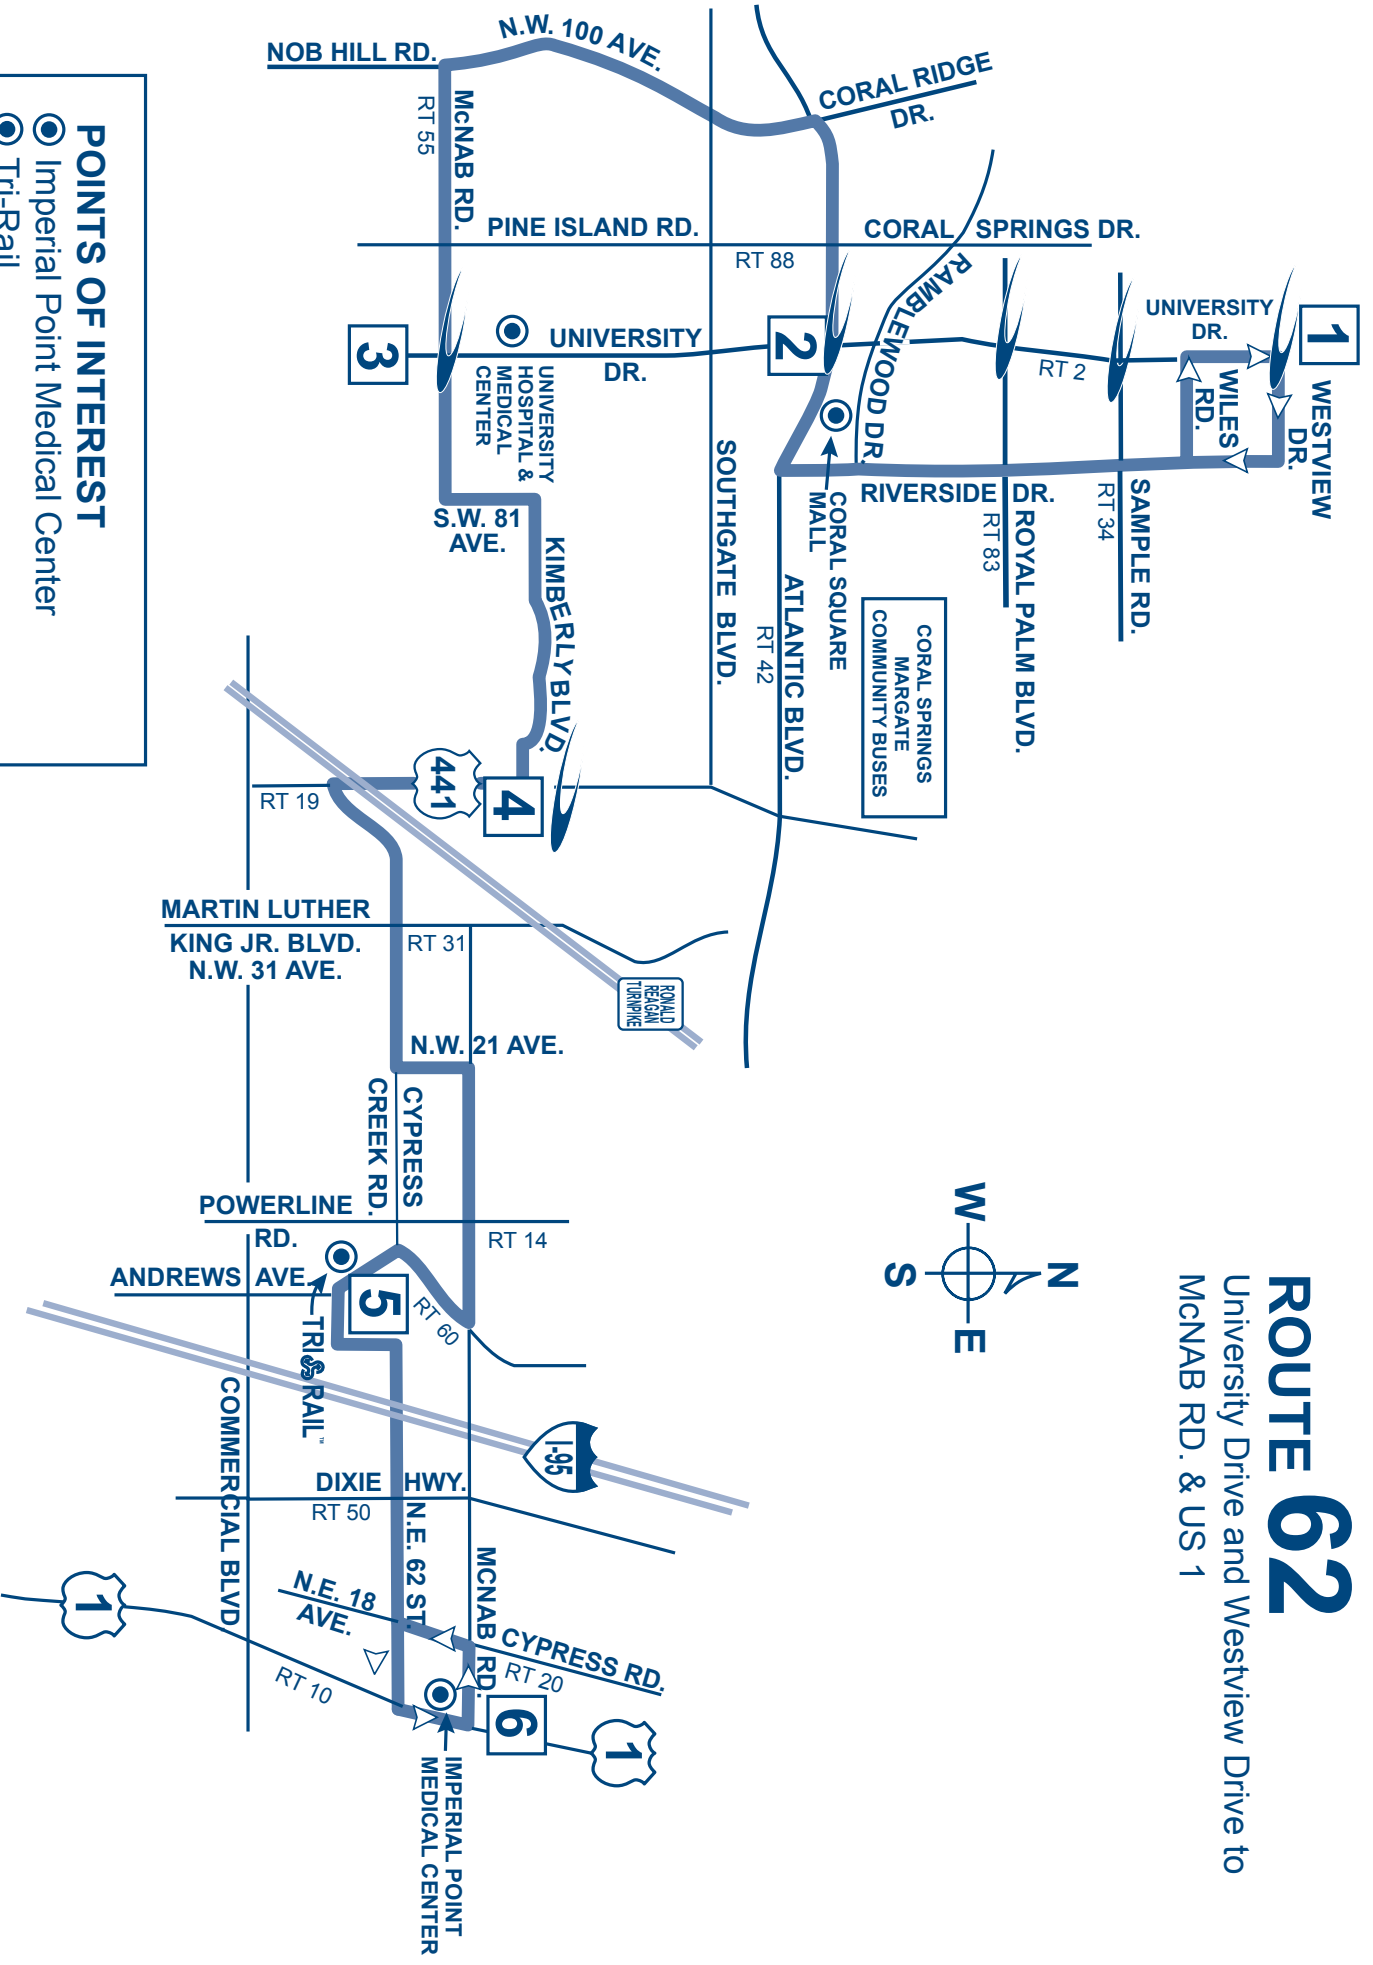 ROUTE 62
University Drive and Westview Drive to
McNAB RD. & US 1
N
W
E
S
1
WESTVIEW
DR.
UNIVERSITY
DR.
WILES
RD.
SAMPLE RD.
RT 34
RT 2
ROYAL PALM BLVD.
RT 83
RIVERSIDE DR.
CORAL SPRINGS DR.
RAMBLEWOOD DR.
CORAL RIDGE
DR.
CORAL SPRINGS
MARGATE
COMMUNITY BUSES
CORAL SQUARE
MALL
2
ATLANTIC BLVD.
RT 42
SOUTHGATE BLVD.
RT 88
PINE ISLAND RD.
N.W. 100 AVE.
NOB HILL RD.
McNAB RD.
RT 55
UNIVERSITY
DR.
3
UNIVERSITY
HOSPITAL &
MEDICAL
CENTER
S.W. 81
AVE.
KIMBERLY BLVD.
4
441
RT 19
RONALD
REAGAN
TURNPIKE
MARTIN LUTHER
KING JR. BLVD.
N.W. 31 AVE.
RT 31
N.W. 21 AVE.
CYPRESS
CREEK RD.
POWERLINE
RD.
RT 14
ANDREWS AVE.
5
RT 60
TRI RAIL™
I-95
COMMERCIAL BLVD
DIXIE HWY.
RT 50
N.E. 62 ST.
MCNAB RD.
N.E. 18
AVE.
CYPRESS RD.
RT 20
RT 10
6
1
1
IMPERIAL POINT
MEDICAL CENTER
POINTS OF INTEREST
Imperial Point Medical Center
Tri-Rail